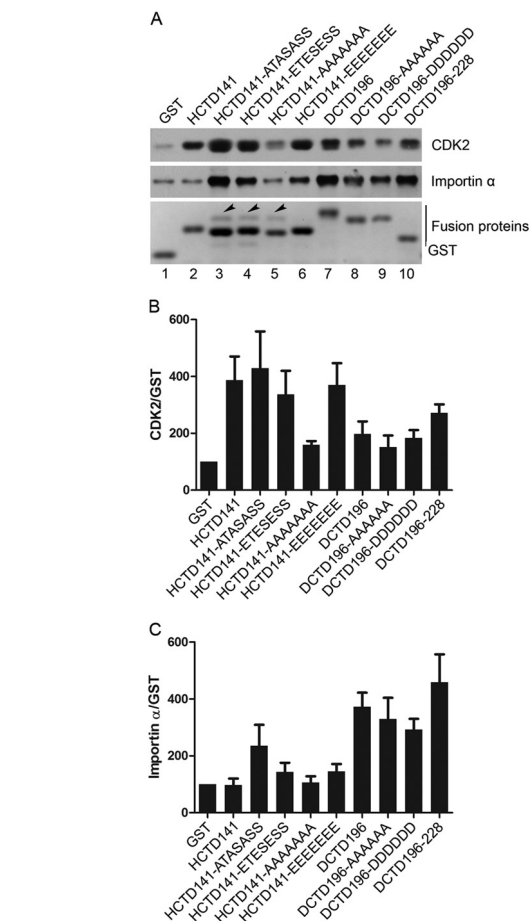 A
GST
HCTD141
HCTD141-ATASASS
HCTD141-ETESESS
HCTD141-AAAAAAA
HCTD141-EEEEEEE
DCTD196
DCTD196-AAAAAA
DCTD196-DDDDDD
DCTD196-228
CDK2
Importin α
Fusion proteins
GST
1 2 3 4 5 6 7 8 9 10
B
CDK2/GST
600
400
200
0
GST
HCTD141
HCTD141-ATASASS
HCTD141-ETESESS
HCTD141-AAAAAAA
HCTD141-EEEEEEE
DCTD196
DCTD196-AAAAAA
DCTD196-DDDDDD
DCTD196-228
C
Importin α/GST
600
400
200
0
GST
HCTD141
HCTD141-ATASASS
HCTD141-ETESESS
HCTD141-AAAAAAA
HCTD141-EEEEEEE
DCTD196
DCTD196-AAAAAA
DCTD196-DDDDDD
DCTD196-228